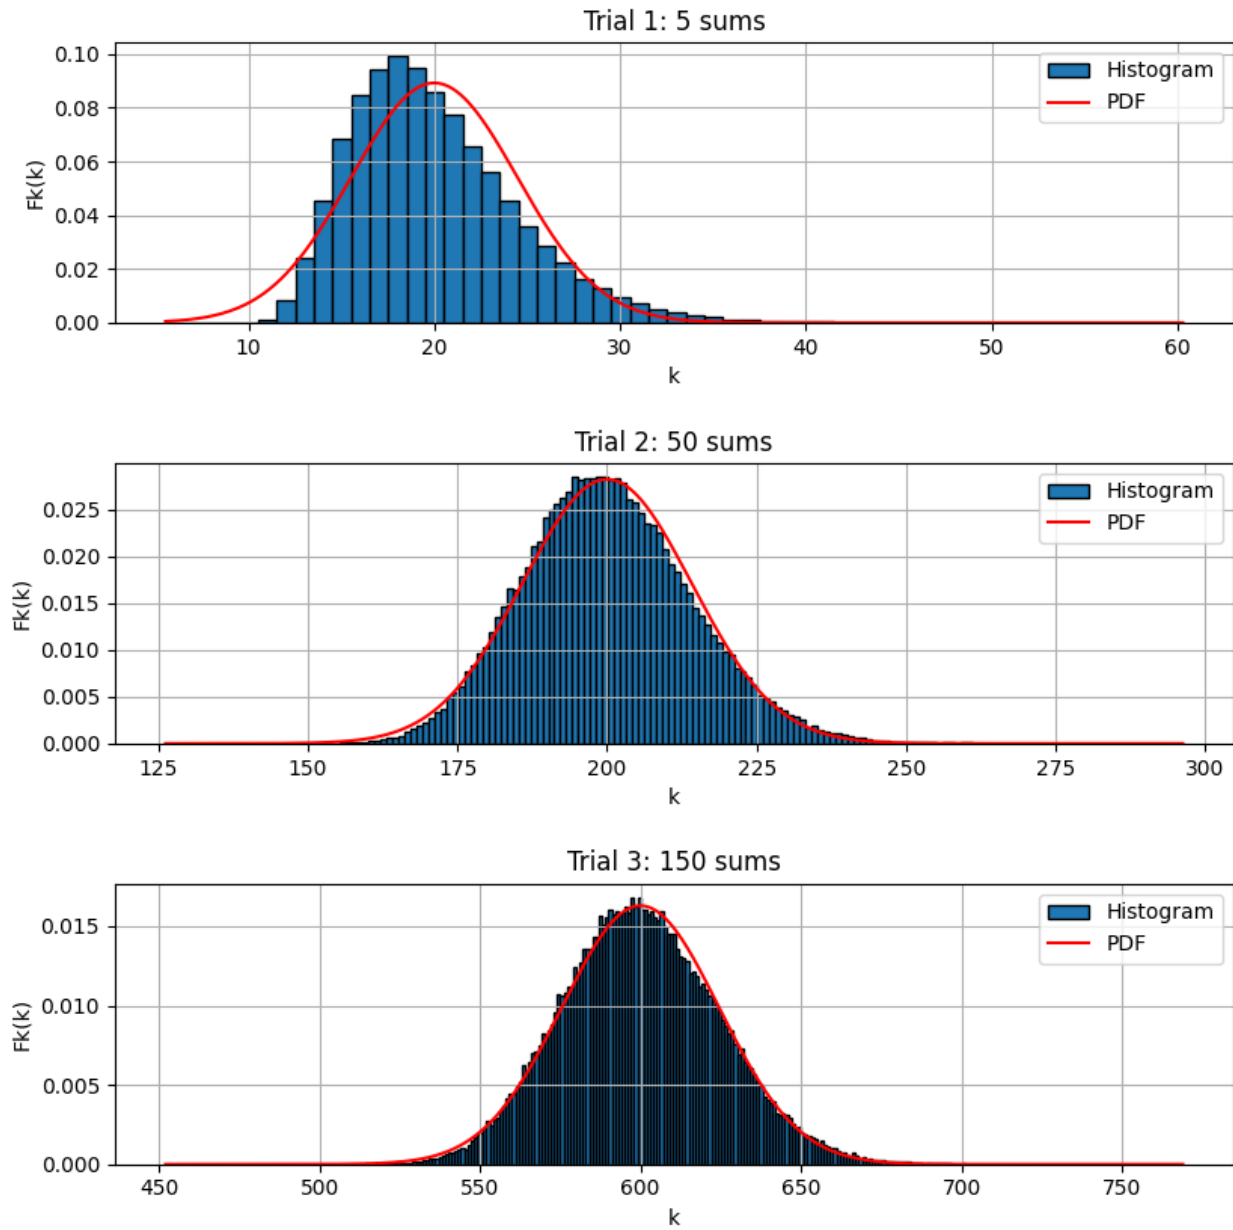 Trial 1: 5 sums
0.10
0.08
0.06
0.04
0.02
0.00
Fk(k)
Histogram
PDF
10 20 30 40 50 60
k
Trial 2: 50 sums
0.025
0.020
0.015
0.010
0.005
0.000
Fk(k)
Histogram
PDF
125 150 175 200 225 250 275 300
k
Trial 3: 150 sums
0.015
0.010
0.005
0.000
Fk(k)
Histogram
PDF
450 500 550 600 650 700 750
k